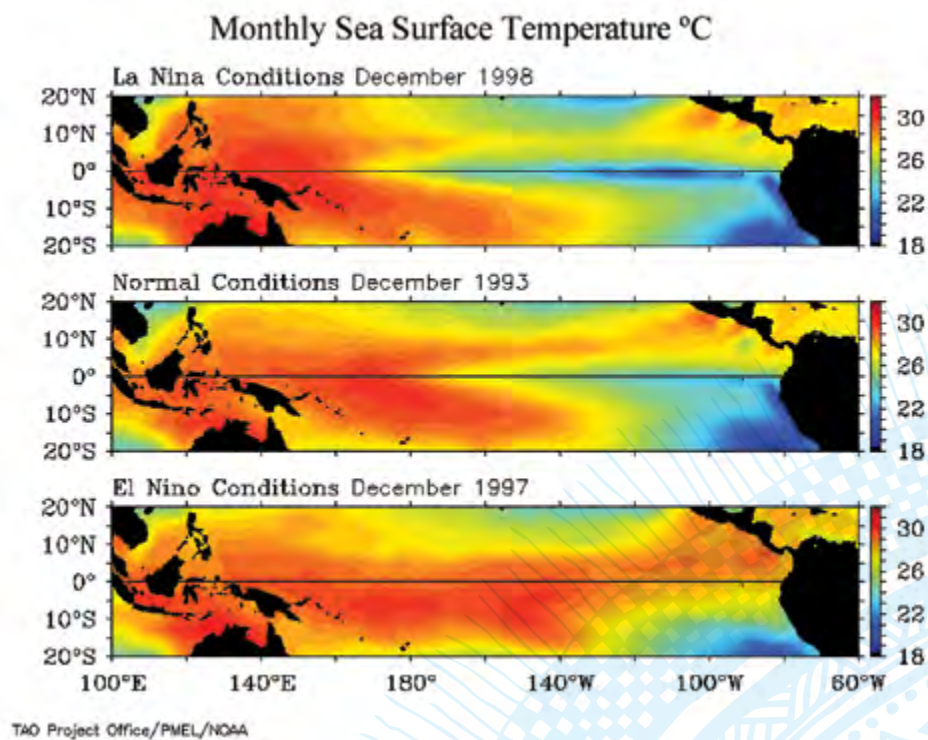 Monthly Sea Surface Temperature ºC
La Nina Conditions December 1998
20°N
10°N
0°
10°S
20°S
30
26
22
18
Normal Conditions December 1993
20°N
10°N
0°
10°S
20°S
30
26
22
18
El Nino Conditions December 1997
20°N
10°N
0°
10°S
20°S
30
26
22
18
100°E 140°E 180° 140°W 100°W 60°W
TAO Project Office/PMEL/NOAA